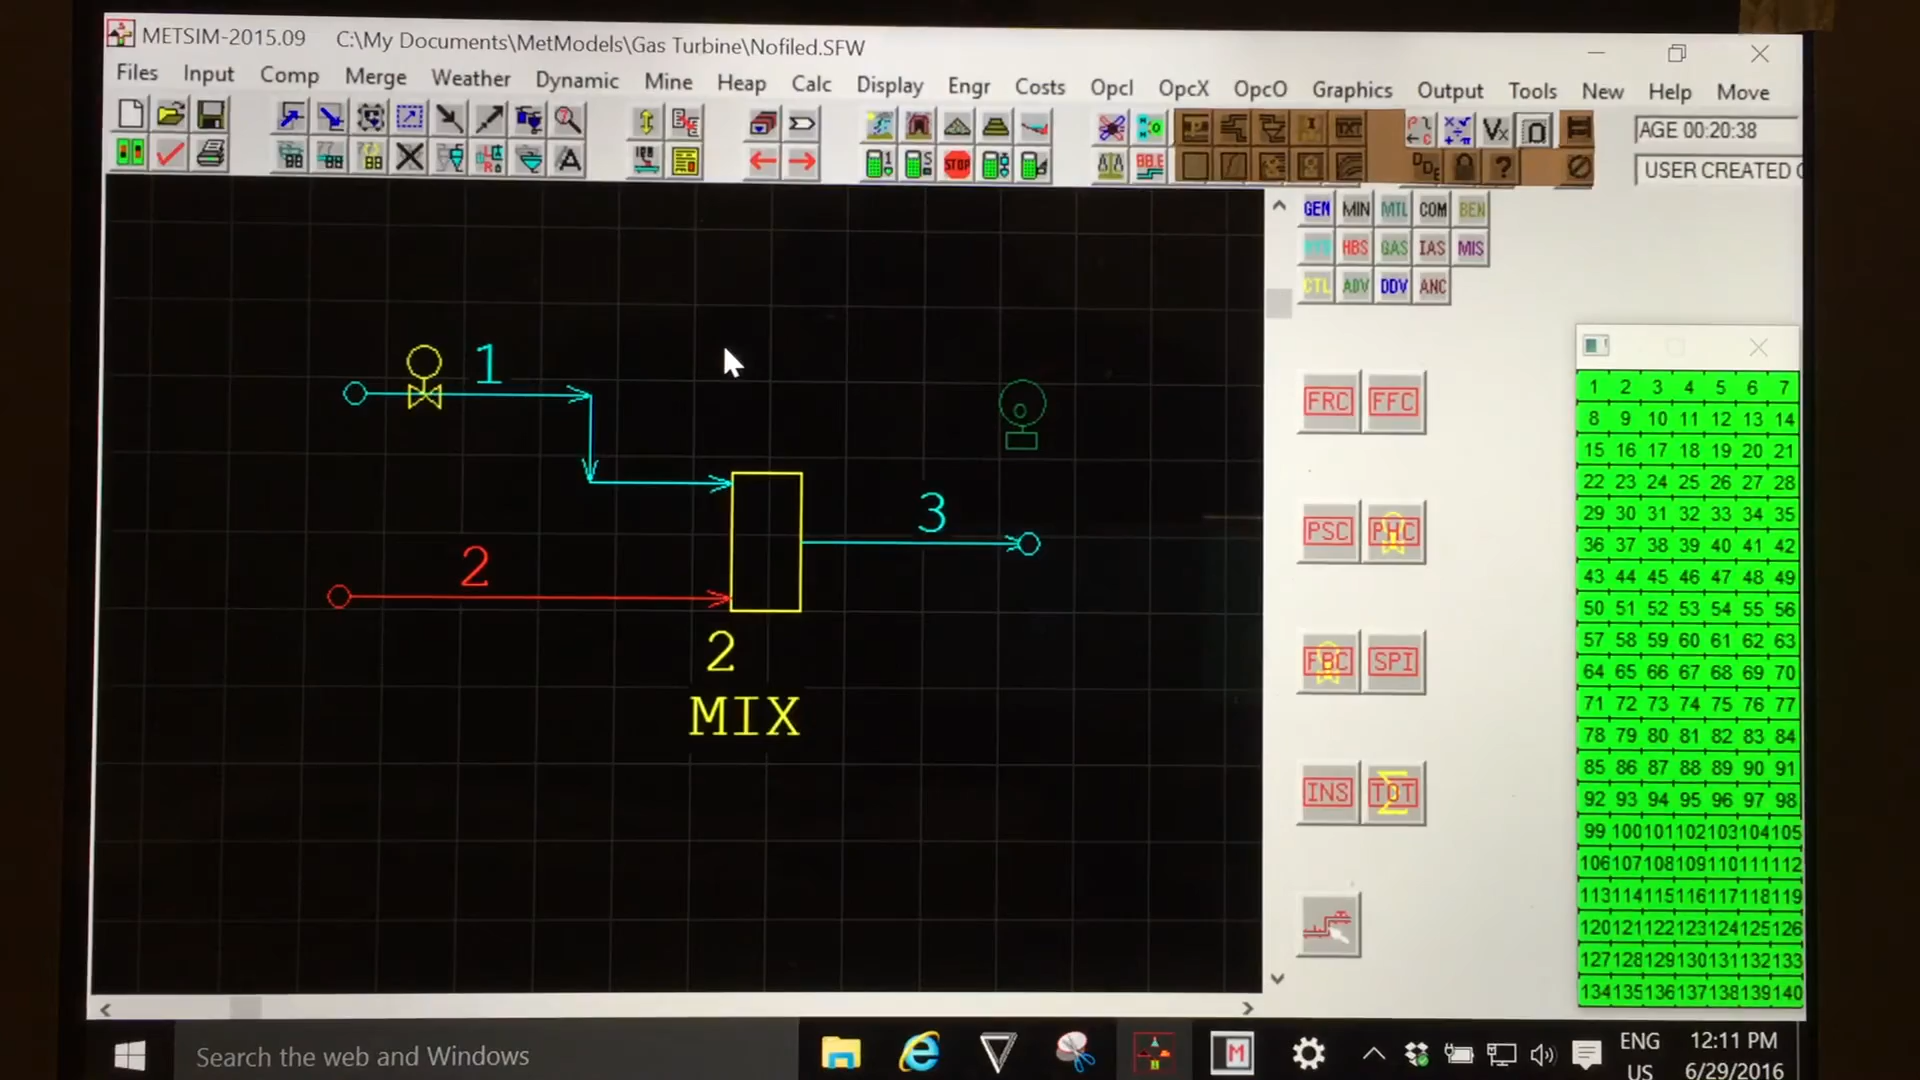 METSIM-2015.09 C:\My Documents\MetModels\Gas Turbine\Nofiled.SFW
Files Input Comp Merge Weather Dynamic Mine Heap Calc Display Engr Costs OpcI OpcX OpcO Graphics Output Tools New Help Move
AGE 00:20:38
USER CREATED
STOP
TXT
BB.E
DDE
GEN MIN MTL COM BEN
HBS GAS IAS MIS
CTL ADV DDV ANC
1
2
3
2
MIX
FRC FFC
PSC PHC
FBC SPI
INS TOT
1 2 3 4 5 6 7
8 9 10 11 12 13 14
15 16 17 18 19 20 21
22 23 24 25 26 27 28
29 30 31 32 33 34 35
36 37 38 39 40 41 42
43 44 45 46 47 48 49
50 51 52 53 54 55 56
57 58 59 60 61 62 63
64 65 66 67 68 69 70
71 72 73 74 75 76 77
78 79 80 81 82 83 84
85 86 87 88 89 90 91
92 93 94 95 96 97 98
99 100 101 102 103 104 105
106 107 108 109 110 111 112
113 114 115 116 117 118 119
120 121 122 123 124 125 126
127 128 129 130 131 132 133
134 135 136 137 138 139 140
Search the web and Windows
ENG
US
12:11 PM
6/29/2016